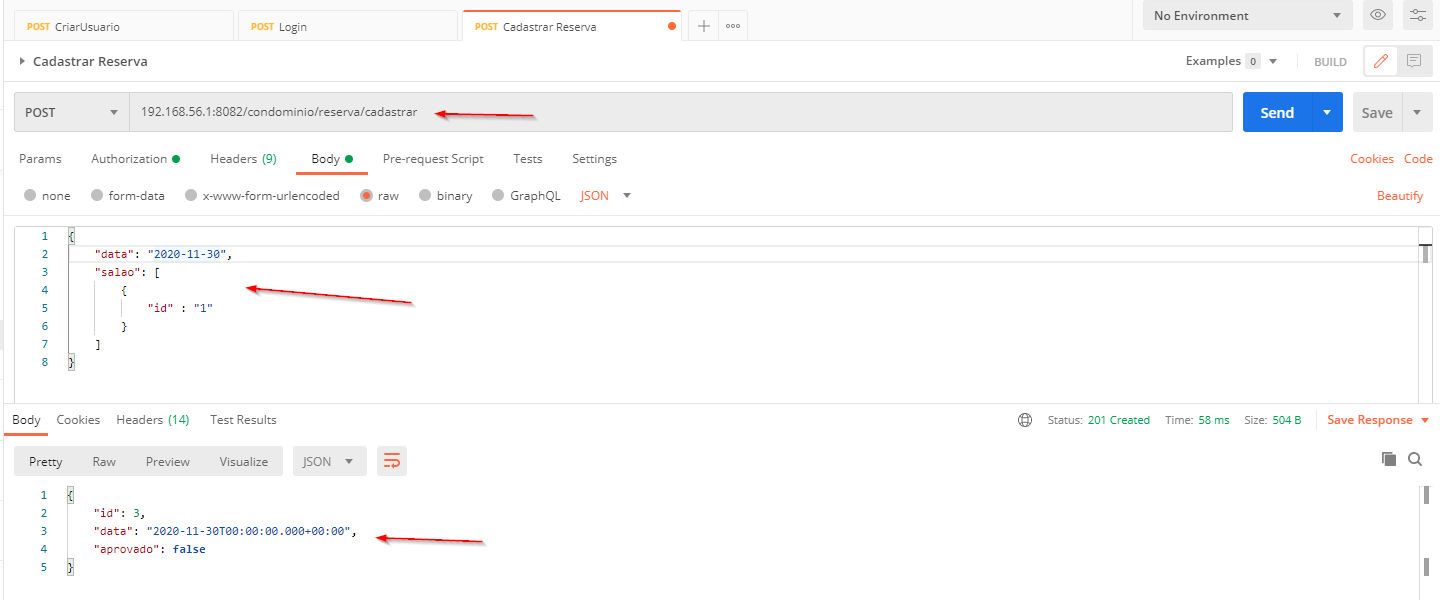 POST CriarUsuario
POST Login
POST Cadastrar Reserva
No Environment
Cadastrar Reserva
Examples 0
BUILD
POST
192.168.56.1:8082/condominio/reserva/cadastrar
Send
Save
Params Authorization Headers (9) Body Pre-request Script Tests Settings Cookies Code
none form-data x-www-form-urlencoded raw binary GraphQL JSON Beautify
1 {
2 "data": "2020-11-30",
3 "salao": [
4 {
5 "id" : "1"
6 }
7 ]
8 }
Body Cookies Headers (14) Test Results Status: 201 Created Time: 58 ms Size: 504 B Save Response
Pretty Raw Preview Visualize JSON
1 {
2 "id": 3,
3 "data": "2020-11-30T00:00:00.000+00:00",
4 "aprovado": false
5 }